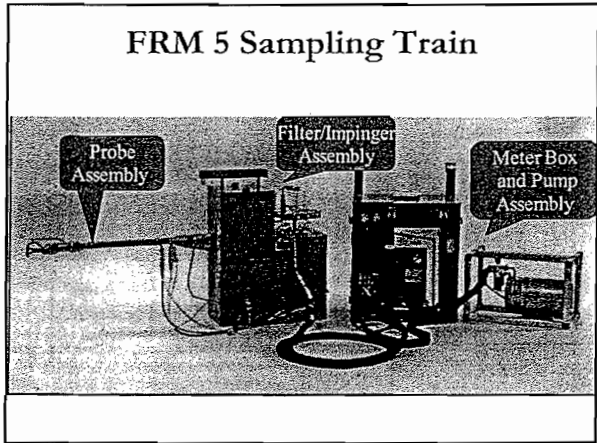 FRM 5 Sampling Train
Probe
Assembly
Filter/Impinger
Assembly
Meter Box
and Pump
Assembly